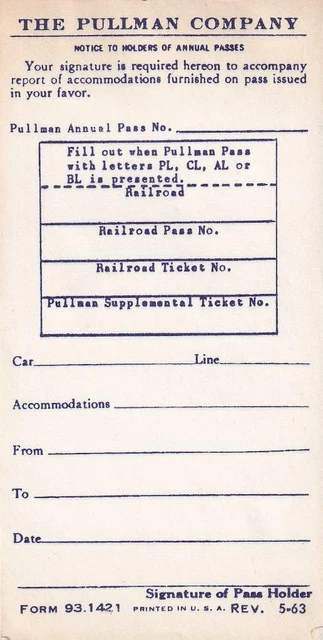 THE PULLMAN COMPANY
NOTICE TO HOLDERS OF ANNUAL PASSES
Your signature is required hereon to accompany
report of accommodations furnished on pass issued
in your favor.
Pullman Annual Pass No.
Fill out when Pullman Pass
with letters PL, CL, AL or
BL is presented.
Railroad
Railroad Pass No.
Railroad Ticket No.
Pullman Supplemental Ticket No.
Car Line
Accommodations
From
To
Date
Signature of Pass Holder
FORM 93.1421 PRINTED IN U. S. A. REV. 5-63